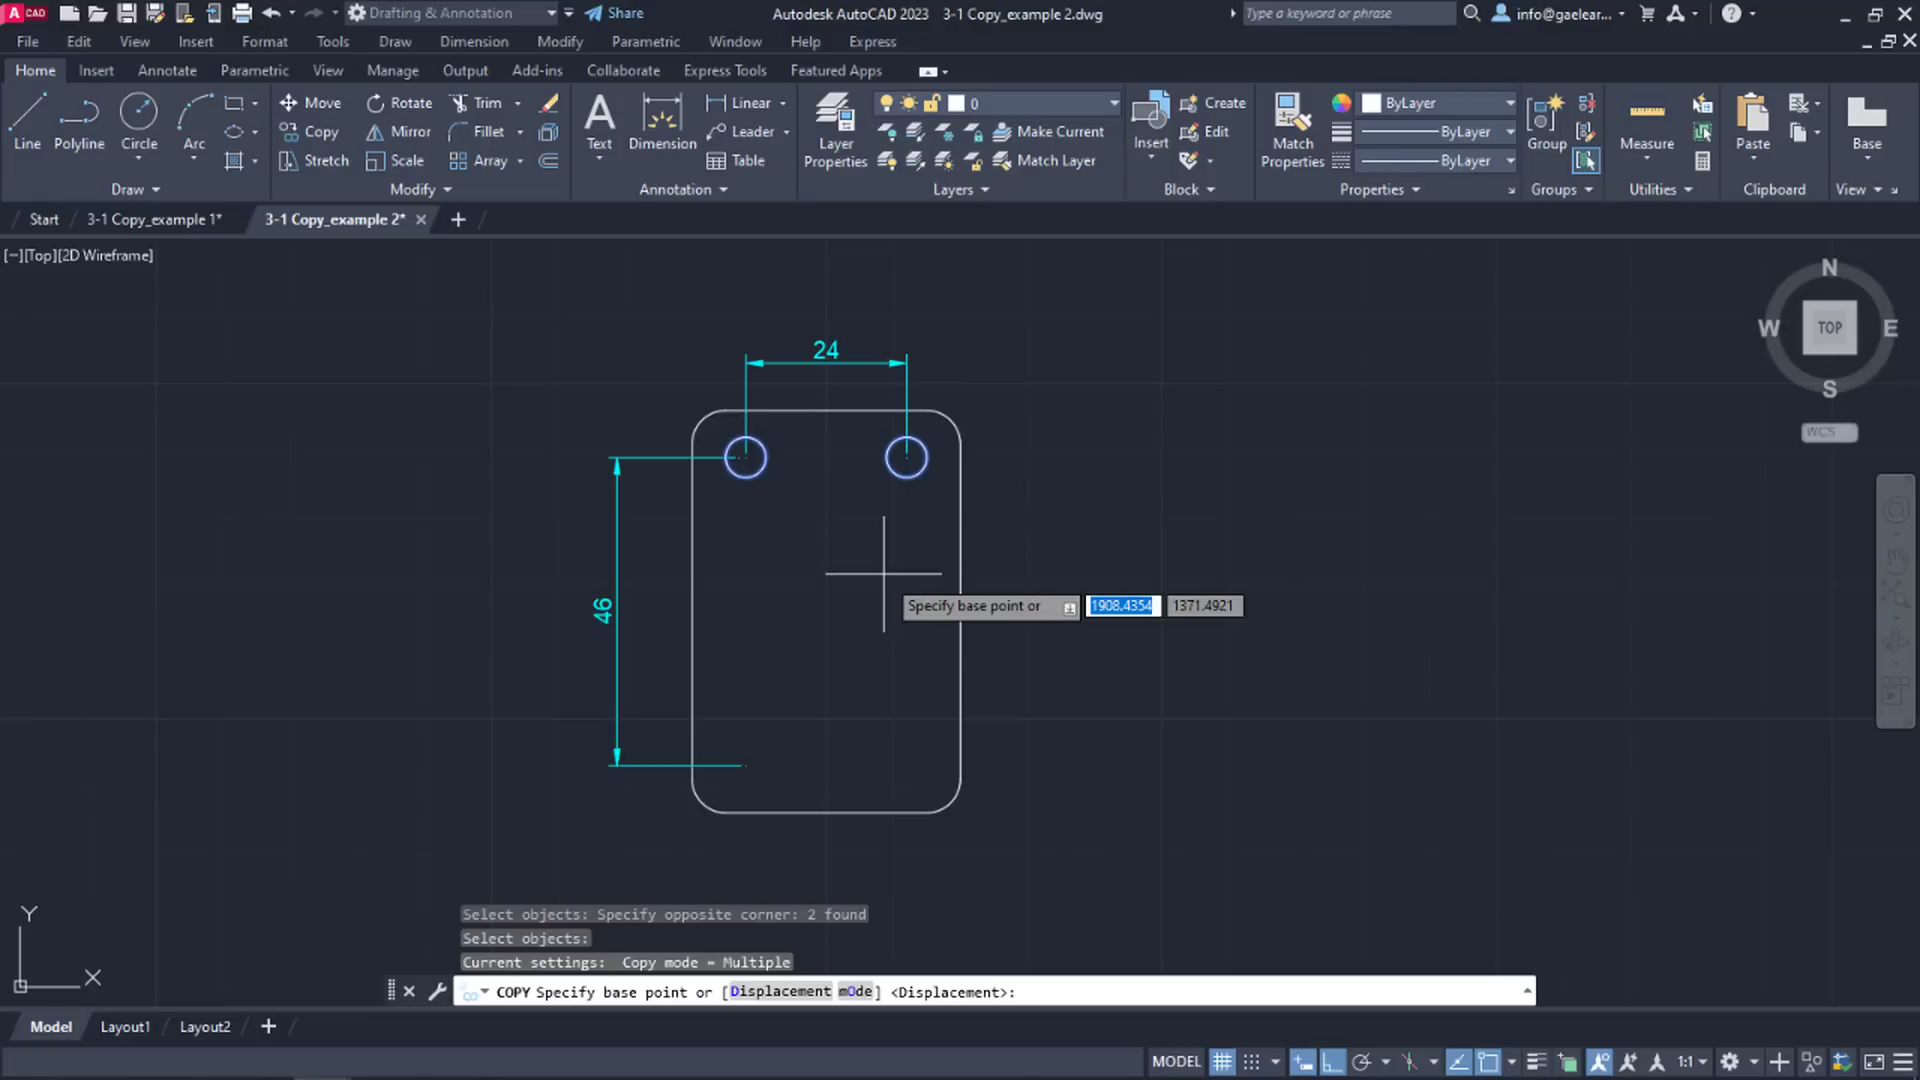 A CAD Drafting & Annotation Share Autodesk AutoCAD 2023 3-1 Copy_example 2.dwg Type a keyword or phrase info@gaelear...
File Edit View Insert Format Tools Draw Dimension Modify Parametric Window Help Express
Home Insert Annotate Parametric View Manage Output Add-ins Collaborate Express Tools Featured Apps
Line Polyline Circle Arc
Move Rotate Trim
Copy Mirror Fillet
Stretch Scale Array
Text Dimension
Linear
Leader
Table
Layer Properties
0
Make Current
Match Layer
Insert
Create
Edit
Match Properties
ByLayer
ByLayer
ByLayer
Group Measure Paste Base
Draw Modify Annotation Layers Block Properties Groups Utilities Clipboard View
Start 3-1 Copy_example 1* 3-1 Copy_example 2*
[−][Top][2D Wireframe]
N
W TOP E
S
WCS
24
46
Specify base point or 1908.4354 1371.4921
Y
X
Select objects: Specify opposite corner: 2 found
Select objects:
Current settings: Copy mode = Multiple
COPY Specify base point or [Displacement mOde] <Displacement>:
Model Layout1 Layout2
MODEL 1:1